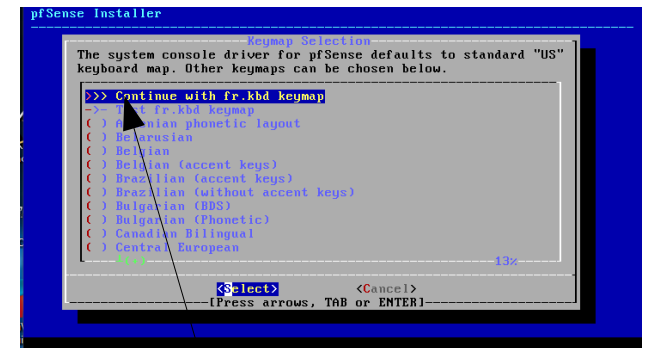 pfSense Installer
Keymap Selection
The system console driver for pfSense defaults to standard "US"
keyboard map. Other keymaps can be chosen below.
>>> Continue with fr.kbd keymap
->- Test fr.kbd keymap
( ) Armenian phonetic layout
( ) Belarusian
( ) Belgian
( ) Belgian (accent keys)
( ) Brazilian (accent keys)
( ) Brazilian (without accent keys)
( ) Bulgarian (BDS)
( ) Bulgarian (Phonetic)
( ) Canadian Bilingual
( ) Central European
13%
<Select> <Cancel>
[Press arrows, TAB or ENTER]